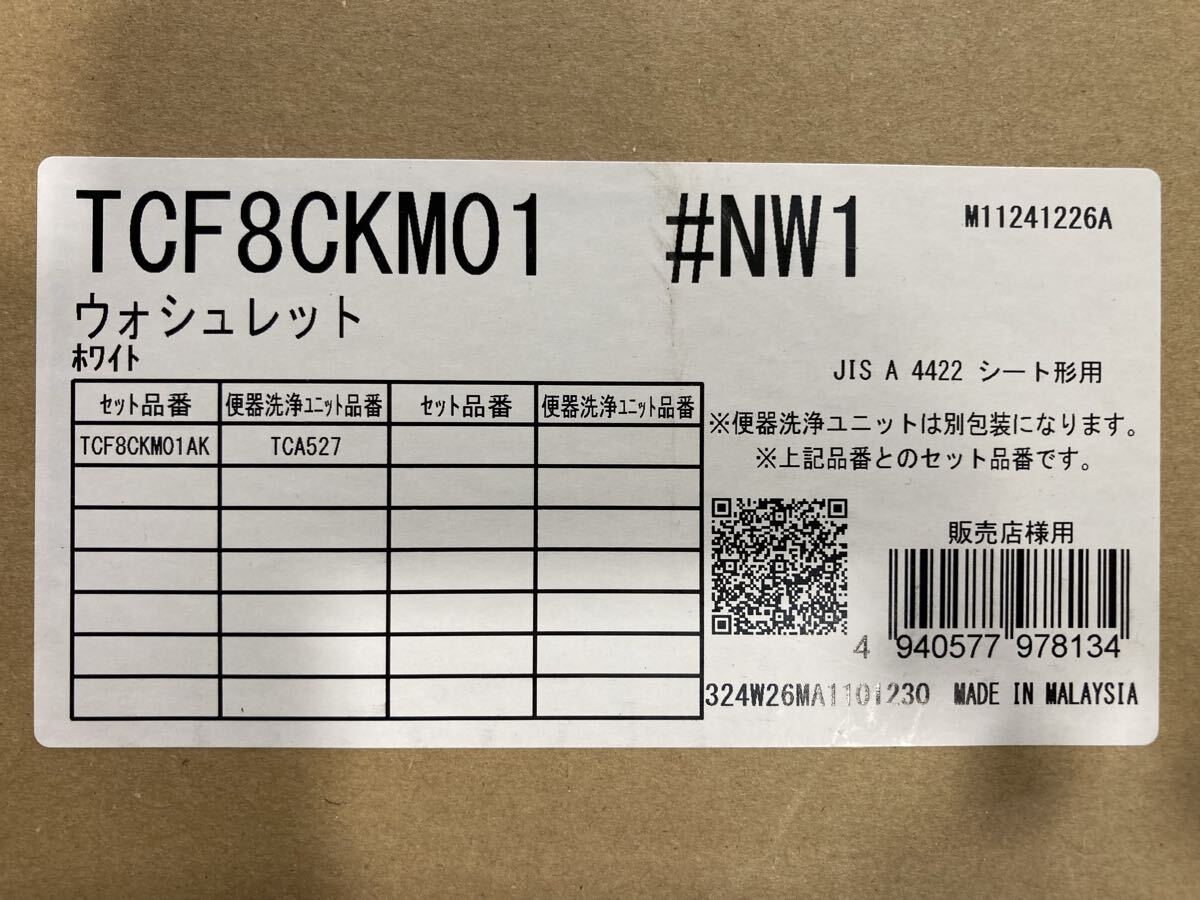 TCF8CKM01 #NW1 M11241226A
ウォシュレット
ホワイト
JIS A 4422 シート形用
セット品番 便器洗浄ユニット品番 セット品番 便器洗浄ユニット品番
TCF8CKM01AK TCA527
※便器洗浄ユニットは別包装になります。
※上記品番とのセット品番です。
販売店様用
4 940577 978134
324W26MA1101230 MADE IN MALAYSIA